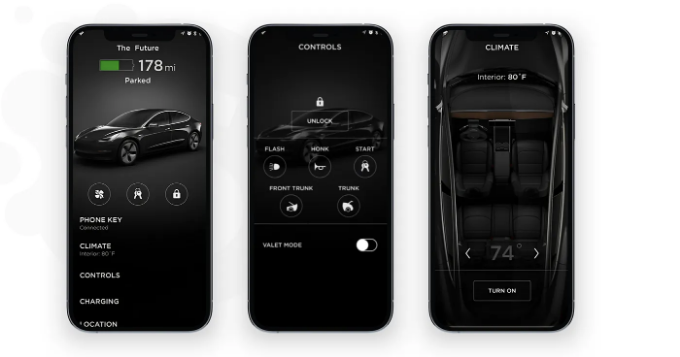 The Future
178 mi
Parked
PHONE KEY
Connected
CLIMATE
Interior: 80°F
CONTROLS
CHARGING
LOCATION
CONTROLS
UNLOCK
FLASH HONK START
FRONT TRUNK TRUNK
VALET MODE
CLIMATE
Interior: 80°F
74°
TURN ON